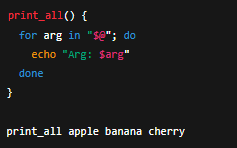 print_all() {
  for arg in "$@"; do
    echo "Arg: $arg"
  done
}

print_all apple banana cherry